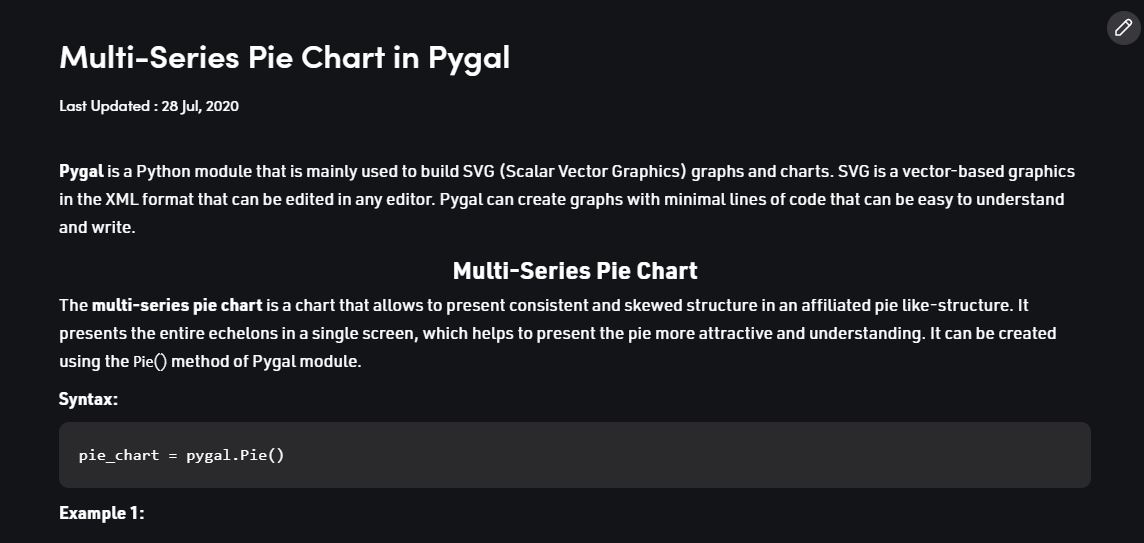 Multi-Series Pie Chart in Pygal
Last Updated : 28 Jul, 2020
Pygal is a Python module that is mainly used to build SVG (Scalar Vector Graphics) graphs and charts. SVG is a vector-based graphics
in the XML format that can be edited in any editor. Pygal can create graphs with minimal lines of code that can be easy to understand
and write.
Multi-Series Pie Chart
The multi-series pie chart is a chart that allows to present consistent and skewed structure in an affiliated pie like-structure. It
presents the entire echelons in a single screen, which helps to present the pie more attractive and understanding. It can be created
using the Pie() method of Pygal module.
Syntax:
pie_chart = pygal.Pie()
Example 1: